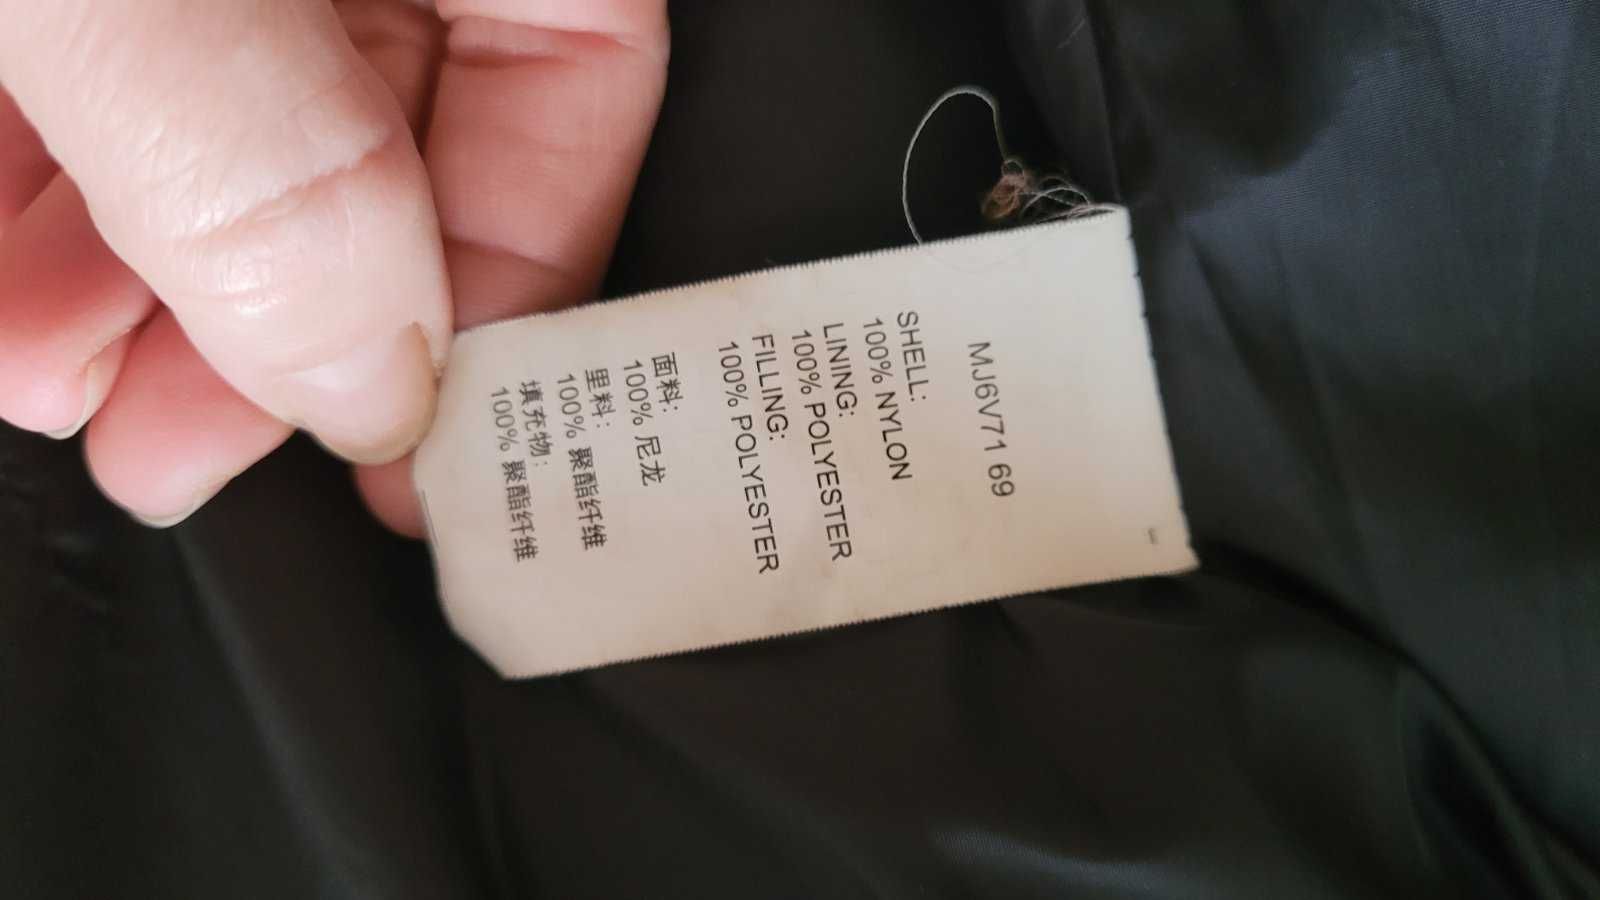 MJ6V71 69
SHELL:
100% NYLON
LINING:
100% POLYESTER
FILLING:
100% POLYESTER
面料:
100% 尼龙
里料:
100% 聚酯纤维
填充物:
100% 聚酯纤维